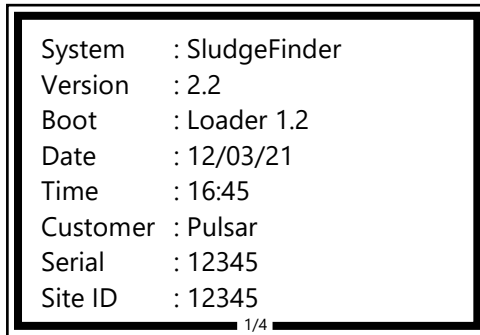 System : SludgeFinder
Version : 2.2
Boot : Loader 1.2
Date : 12/03/21
Time : 16:45
Customer : Pulsar
Serial : 12345
Site ID : 12345
1/4